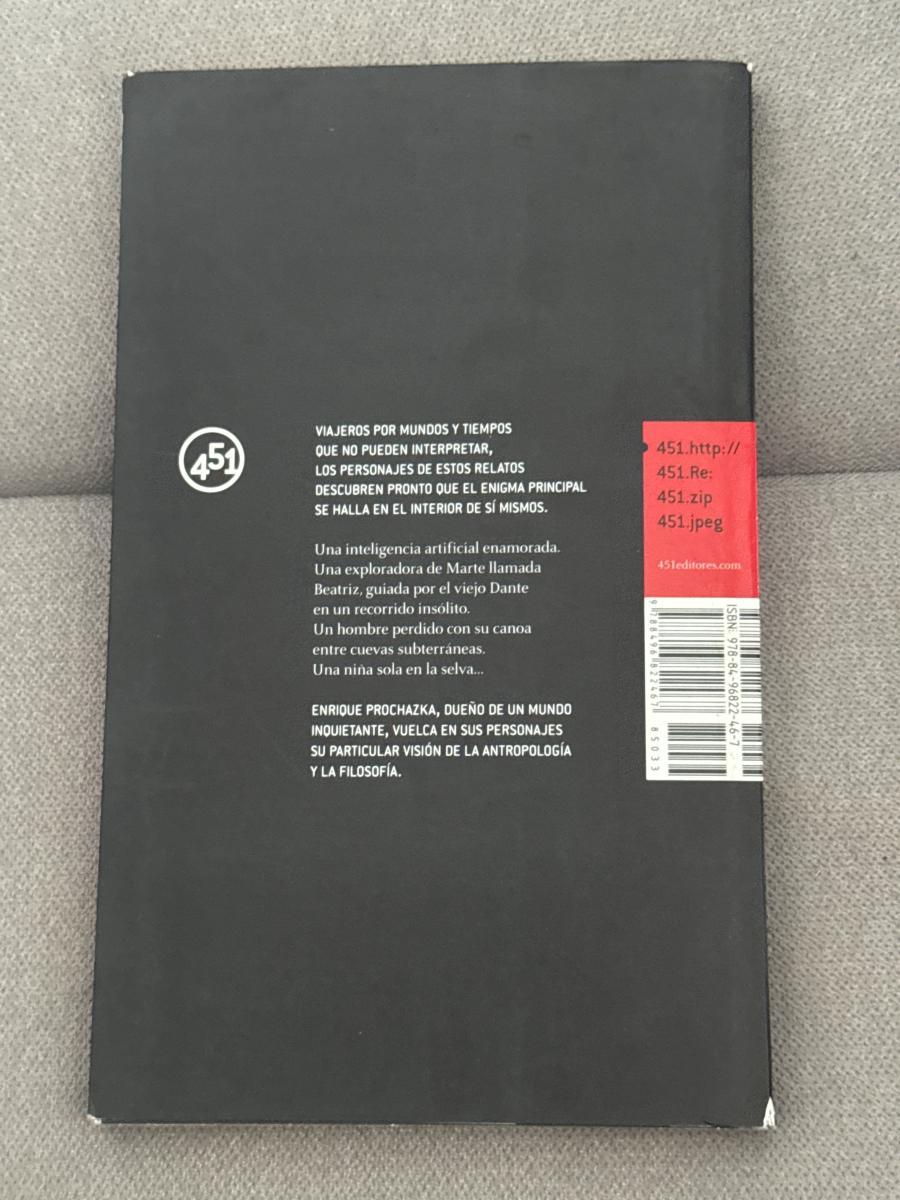 451
VIAJEROS POR MUNDOS Y TIEMPOS
QUE NO PUEDEN INTERPRETAR,
LOS PERSONAJES DE ESTOS RELATOS
DESCUBREN PRONTO QUE EL ENIGMA PRINCIPAL
SE HALLA EN EL INTERIOR DE SÍ MISMOS.
Una inteligencia artificial enamorada.
Una exploradora de Marte llamada
Beatriz, guiada por el viejo Dante
en un recorrido insólito.
Un hombre perdido con su canoa
entre cuevas subterráneas.
Una niña sola en la selva...
ENRIQUE PROCHAZKA, DUEÑO DE UN MUNDO
INQUIETANTE, VUELCA EN SUS PERSONAJES
SU PARTICULAR VISIÓN DE LA ANTROPOLOGÍA
Y LA FILOSOFÍA.
451.http://
451.Re:
451.zip
451.jpeg
451editores.com
ISBN: 978-84-96822-46-7
9 788496 822467
85033